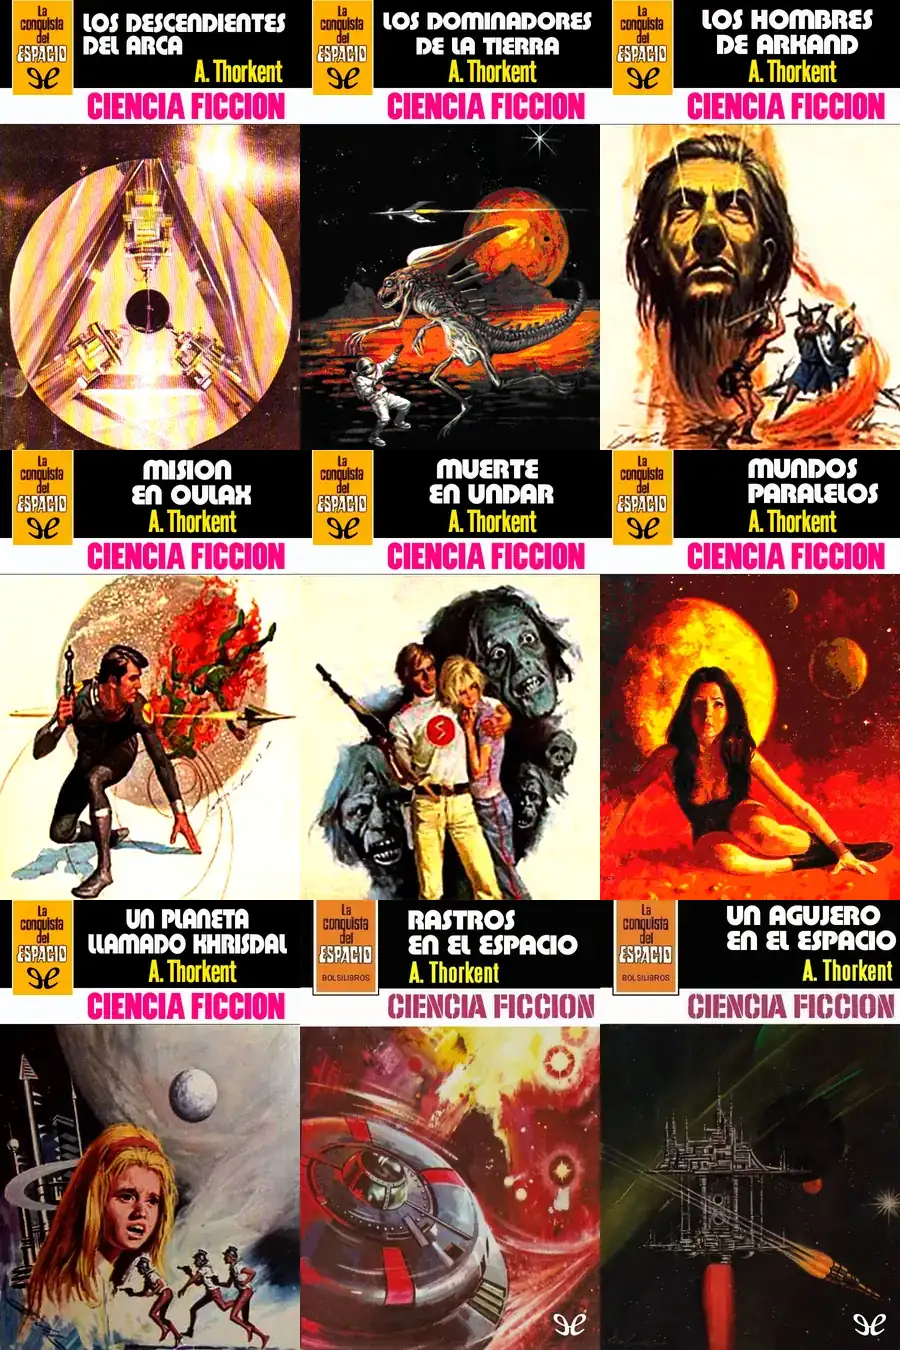 La
conquista
del
ESPACIO
LOS DESCENDIENTES
DEL ARCA
A. Thorkent
CIENCIA FICCION
La
conquista
del
ESPACIO
LOS DOMINADORES
DE LA TIERRA
A. Thorkent
CIENCIA FICCION
La
conquista
del
ESPACIO
LOS HOMBRES
DE ARKAND
A. Thorkent
CIENCIA FICCION
La
conquista
del
ESPACIO
MISION
EN OULAX
A. Thorkent
CIENCIA FICCION
La
conquista
del
ESPACIO
MUERTE
EN UNDAR
A. Thorkent
CIENCIA FICCION
La
conquista
del
ESPACIO
MUNDOS
PARALELOS
A. Thorkent
CIENCIA FICCION
La
conquista
del
ESPACIO
UN PLANETA
LLAMADO KHRISDAL
A. Thorkent
CIENCIA FICCION
La
conquista
del
ESPACIO
BOLSILIBROS
RASTROS
EN EL ESPACIO
A. Thorkent
CIENCIA FICCION
La
conquista
del
ESPACIO
BOLSILIBROS
UN AGUJERO
EN EL ESPACIO
A. Thorkent
CIENCIA FICCION